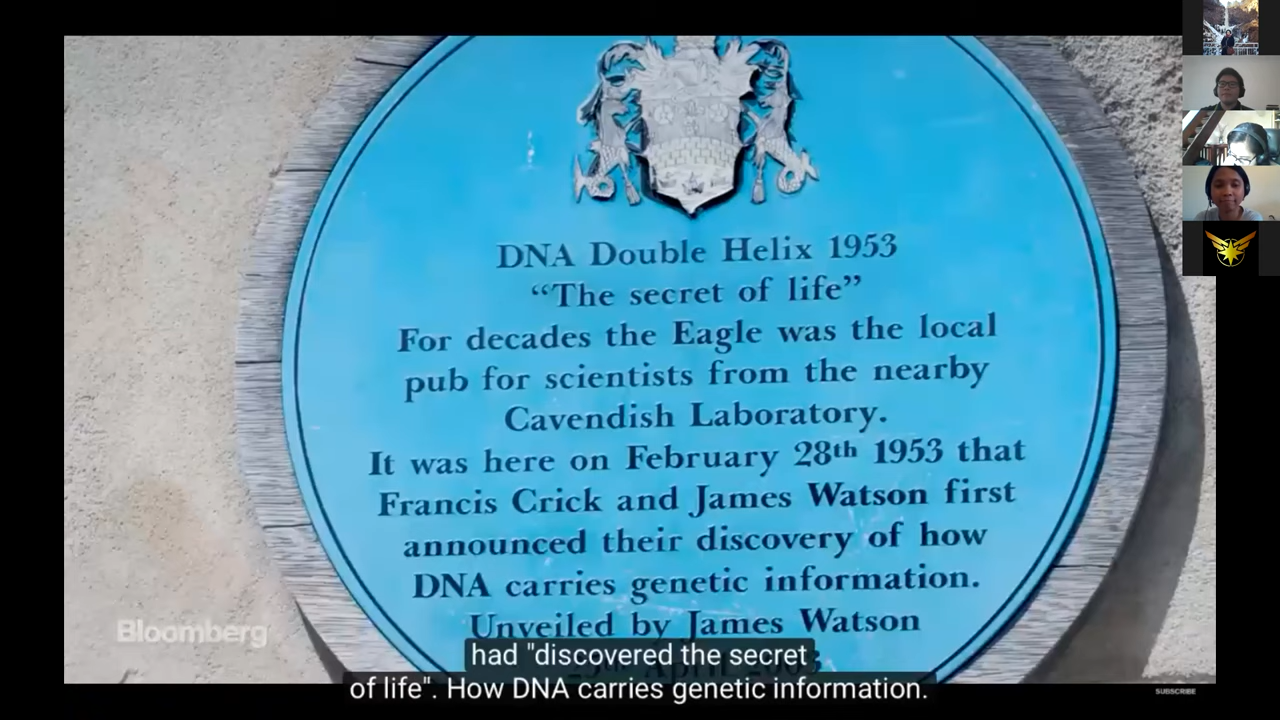 DNA Double Helix 1953
“The secret of life”
For decades the Eagle was the local
pub for scientists from the nearby
Cavendish Laboratory.
It was here on February 28th 1953 that
Francis Crick and James Watson first
announced their discovery of how
DNA carries genetic information.
Unveiled by James Watson
April
had "discovered the secret
of life". How DNA carries genetic information.
Bloomberg
SUBSCRIBE